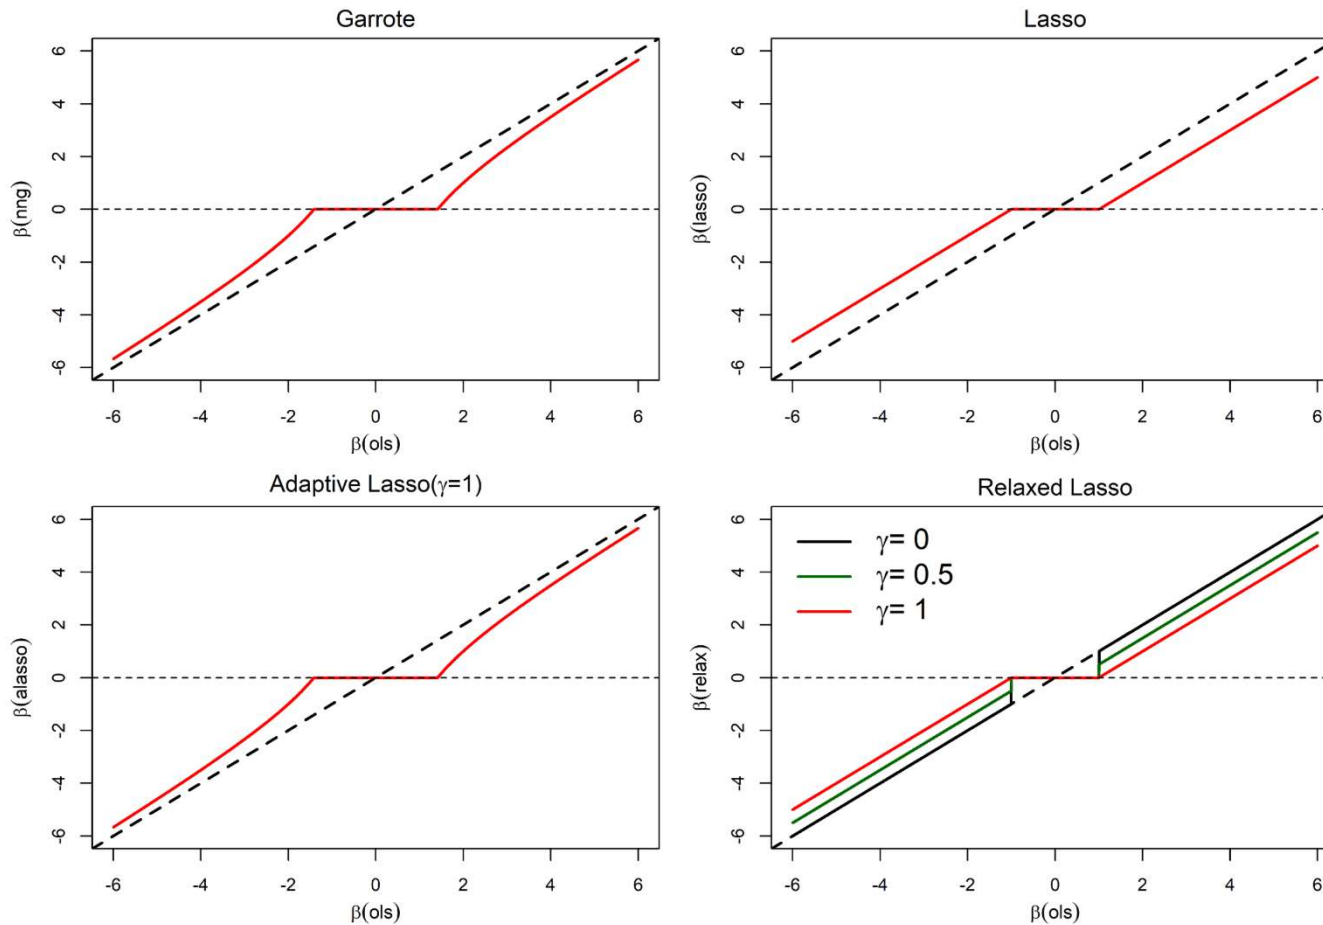 Garrote
6
4
2
0
-2
-4
-6
β(nng)
-6 -4 -2 0 2 4 6
β(ols)
Lasso
6
4
2
0
-2
-4
-6
β(lasso)
-6 -4 -2 0 2 4 6
β(ols)
Adaptive Lasso(γ=1)
6
4
2
0
-2
-4
-6
β(alasso)
-6 -4 -2 0 2 4 6
β(ols)
Relaxed Lasso
γ= 0
γ= 0.5
γ= 1
6
4
2
0
-2
-4
-6
β(relax)
-6 -4 -2 0 2 4 6
β(ols)